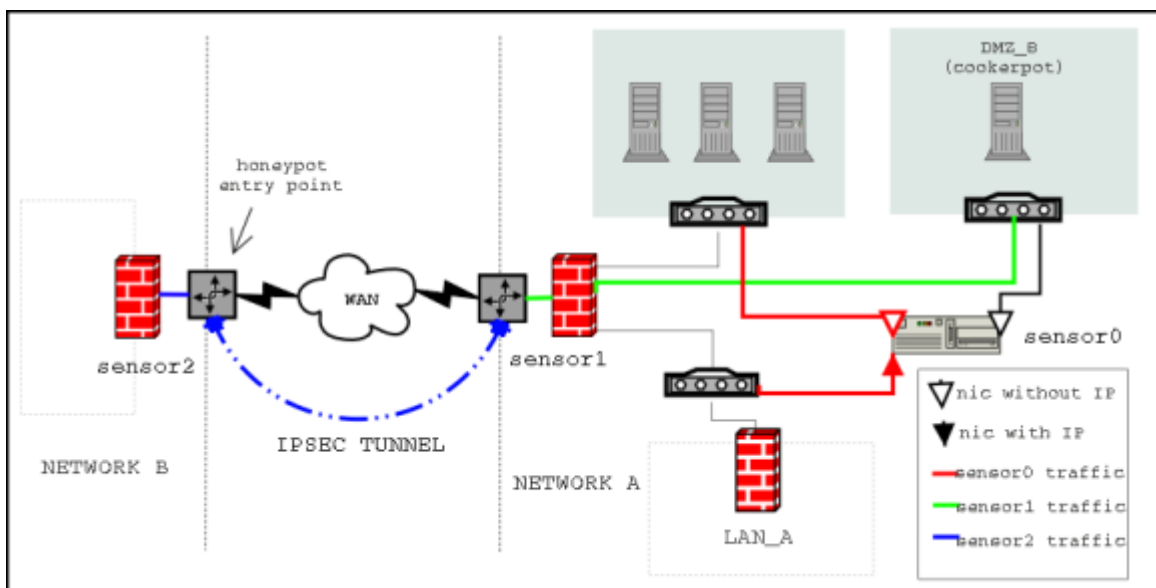 DMZ_B
(cookerpot)
honeypot
entry point
WAN
sensor2
sensor1
sensor0
IPSEC TUNNEL
NETWORK B
NETWORK A
LAN_A
nic without IP
nic with IP
sensor0 traffic
sensor1 traffic
sensor2 traffic